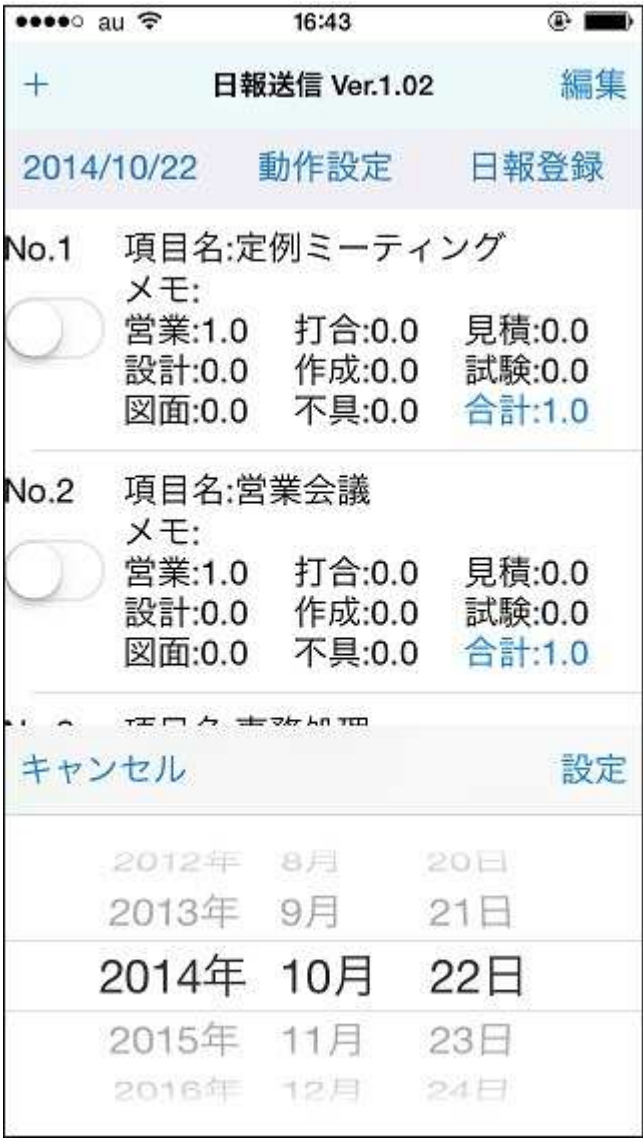 au 16:43
+ 日報送信 Ver.1.02 編集
2014/10/22 動作設定 日報登録
No.1 項目名:定例ミーティング
メモ:
営業:1.0 打合:0.0 見積:0.0
設計:0.0 作成:0.0 試験:0.0
図面:0.0 不具:0.0 合計:1.0
No.2 項目名:営業会議
メモ:
営業:1.0 打合:0.0 見積:0.0
設計:0.0 作成:0.0 試験:0.0
図面:0.0 不具:0.0 合計:1.0
項目名:事務処理
キャンセル 設定
2012年 8月 20日
2013年 9月 21日
2014年 10月 22日
2015年 11月 23日
2016年 12月 24日